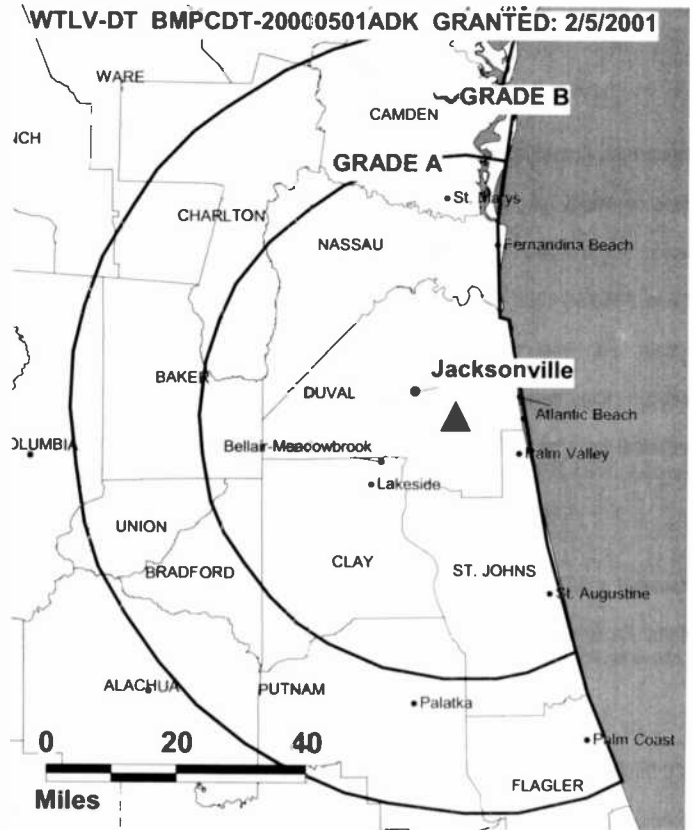 WTLV-DT BMPCDT-20000501ADK GRANTED: 2/5/2001
WARE
GRADE B
CAMDEN
NCH
GRADE A
St. Marys
CHARLTON
NASSAU
Fernandina Beach
Jacksonville
BAKER
DUVAL
Atlantic Beach
OLUMBIA
Meadowbrook
Palm Valley
Lakeside
UNION
CLAY
ST. JOHNS
BRADFORD
St. Augustine
ALACHUA
PUTNAM
Palatka
0 20 40
Palm Coast
FLAGLER
Miles